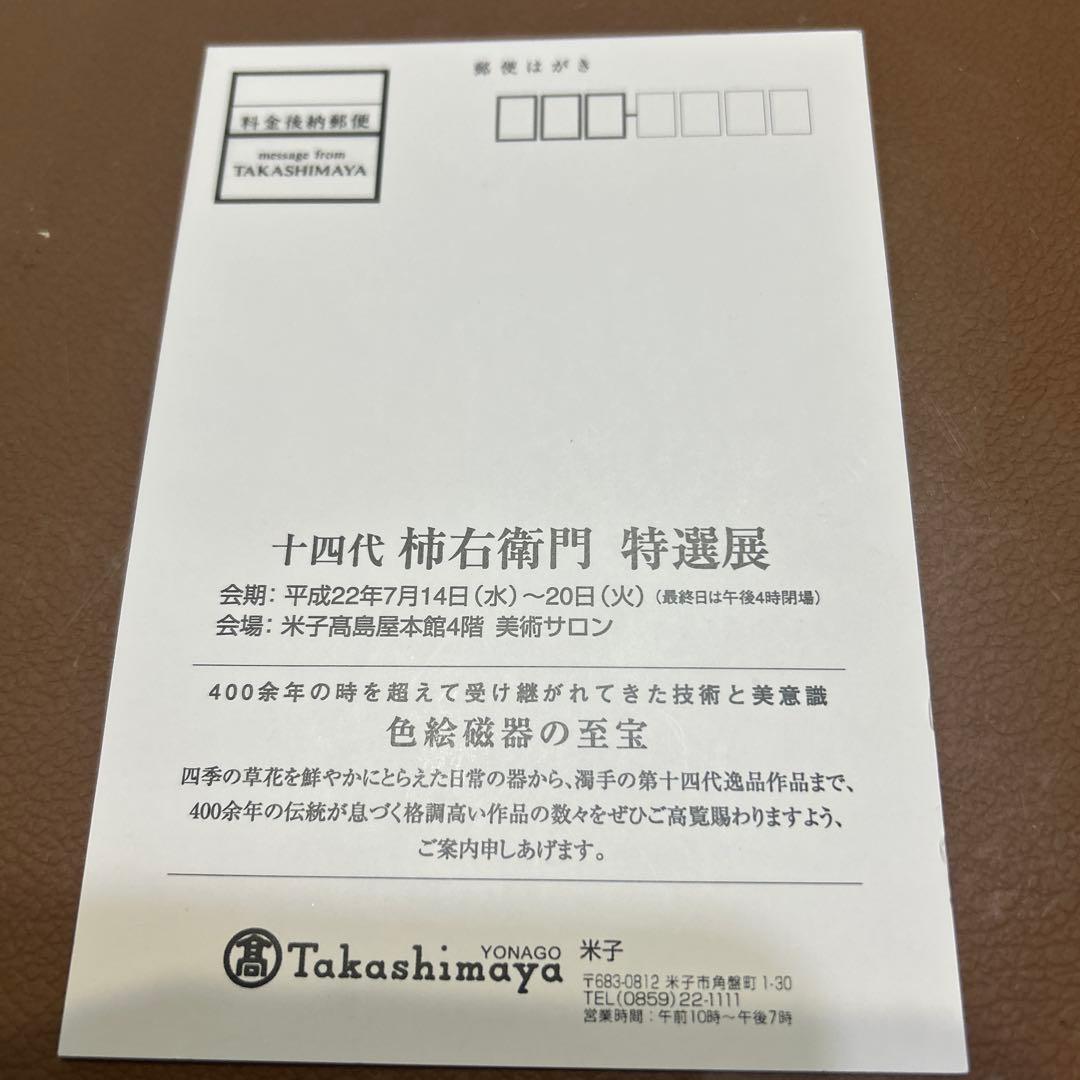 郵便はがき
料金後納郵便
message from
TAKASHIMAYA
十四代 柿右衛門 特選展
会期：平成22年7月14日（水）～20日（火）（最終日は午後4時閉場）
会場：米子髙島屋本館4階 美術サロン
400余年の時を超えて受け継がれてきた技術と美意識
色絵磁器の至宝
四季の草花を鮮やかにとらえた日常の器から、濁手の第十四代逸品作品まで、
400余年の伝統が息づく格調高い作品の数々をぜひご高覧賜わりますよう、
ご案内申しあげます。
髙 Takashimaya YONAGO 米子
〒683-0812 米子市角盤町1-30
TEL(0859)22-1111
営業時間：午前10時～午後7時